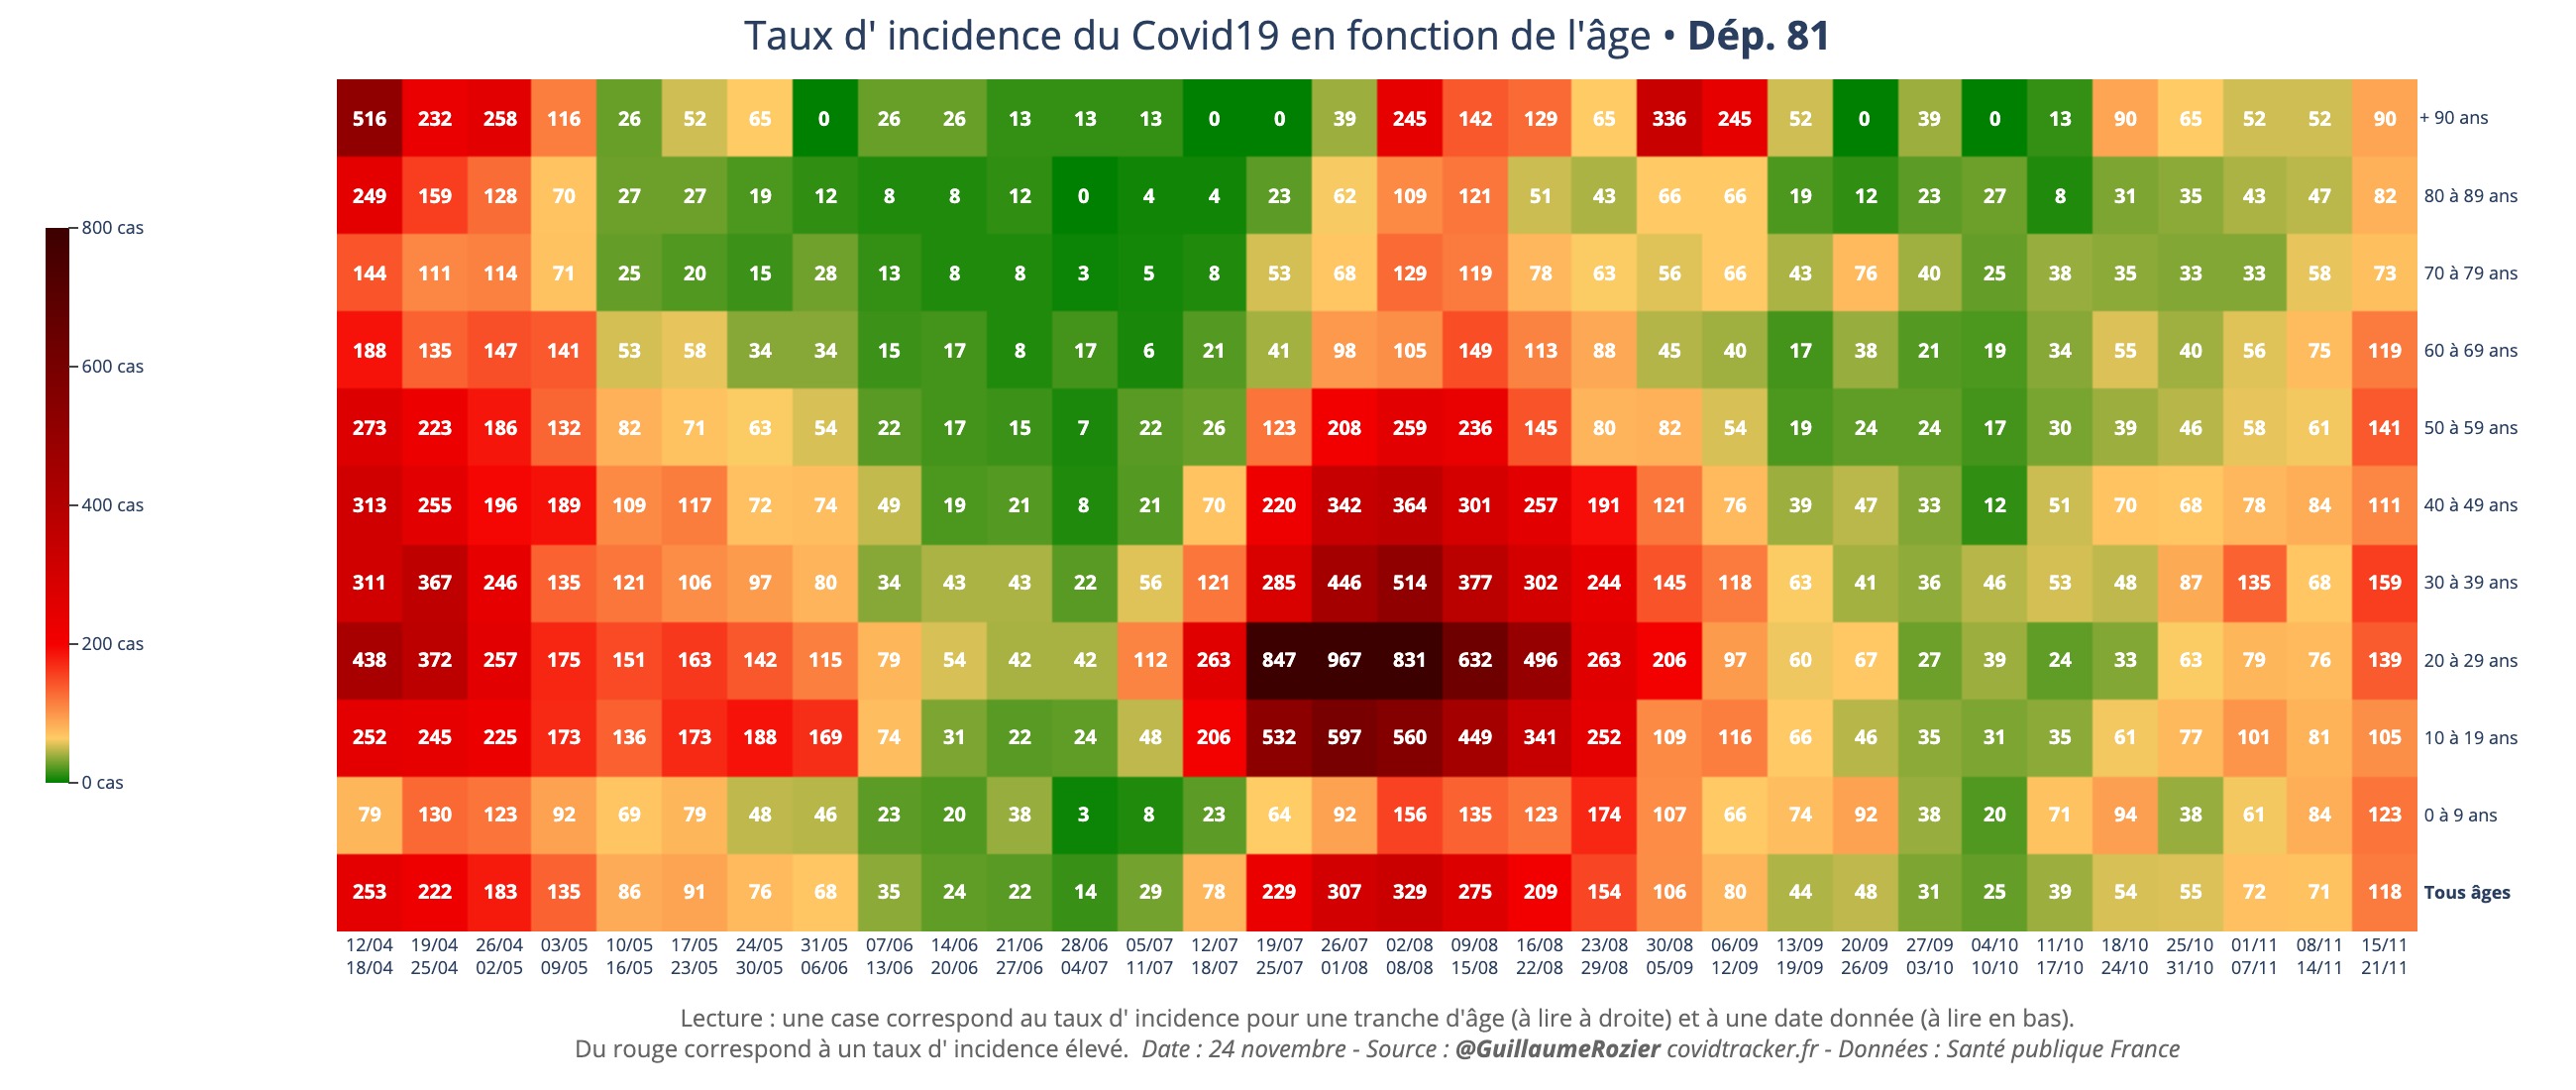 Taux d' incidence du Covid19 en fonction de l'âge • Dép. 81
800 cas
600 cas
400 cas
200 cas
0 cas
516 232 258 116 26 52 65 0 26 26 13 13 13 0 0 39 245 142 129 65 336 245 52 0 39 0 13 90 65 52 52 90 + 90 ans
249 159 128 70 27 27 19 12 8 8 12 0 4 4 23 62 109 121 51 43 66 66 19 12 23 27 8 31 35 43 47 82 80 à 89 ans
144 111 114 71 25 20 15 28 13 8 8 3 5 8 53 68 129 119 78 63 56 66 43 76 40 25 38 35 33 33 58 73 70 à 79 ans
188 135 147 141 53 58 34 34 15 17 8 17 6 21 41 98 105 149 113 88 45 40 17 38 21 19 34 55 40 56 75 119 60 à 69 ans
273 223 186 132 82 71 63 54 22 17 15 7 22 26 123 208 259 236 145 80 82 54 19 24 24 17 30 39 46 58 61 141 50 à 59 ans
313 255 196 189 109 117 72 74 49 19 21 8 21 70 220 342 364 301 257 191 121 76 39 47 33 12 51 70 68 78 84 111 40 à 49 ans
311 367 246 135 121 106 97 80 34 43 43 22 56 121 285 446 514 377 302 244 145 118 63 41 36 46 53 48 87 135 68 159 30 à 39 ans
438 372 257 175 151 163 142 115 79 54 42 42 112 263 847 967 831 632 496 263 206 97 60 67 27 39 24 33 63 79 76 139 20 à 29 ans
252 245 225 173 136 173 188 169 74 31 22 24 48 206 532 597 560 449 341 252 109 116 66 46 35 31 35 61 77 101 81 105 10 à 19 ans
79 130 123 92 69 79 48 46 23 20 38 3 8 23 64 92 156 135 123 174 107 66 74 92 38 20 71 94 38 61 84 123 0 à 9 ans
253 222 183 135 86 91 76 68 35 24 22 14 29 78 229 307 329 275 209 154 106 80 44 48 31 25 39 54 55 72 71 118 Tous âges
12/04 19/04 26/04 03/05 10/05 17/05 24/05 31/05 07/06 14/06 21/06 28/06 05/07 12/07 19/07 26/07 02/08 09/08 16/08 23/08 30/08 06/09 13/09 20/09 27/09 04/10 11/10 18/10 25/10 01/11 08/11 15/11
18/04 25/04 02/05 09/05 16/05 23/05 30/05 06/06 13/06 20/06 27/06 04/07 11/07 18/07 25/07 01/08 08/08 15/08 22/08 29/08 05/09 12/09 19/09 26/09 03/10 10/10 17/10 24/10 31/10 07/11 14/11 21/11
Lecture : une case correspond au taux d' incidence pour une tranche d'âge (à lire à droite) et à une date donnée (à lire en bas).
Du rouge correspond à un taux d' incidence élevé. Date : 24 novembre - Source : @GuillaumeRozier covidtracker.fr - Données : Santé publique France